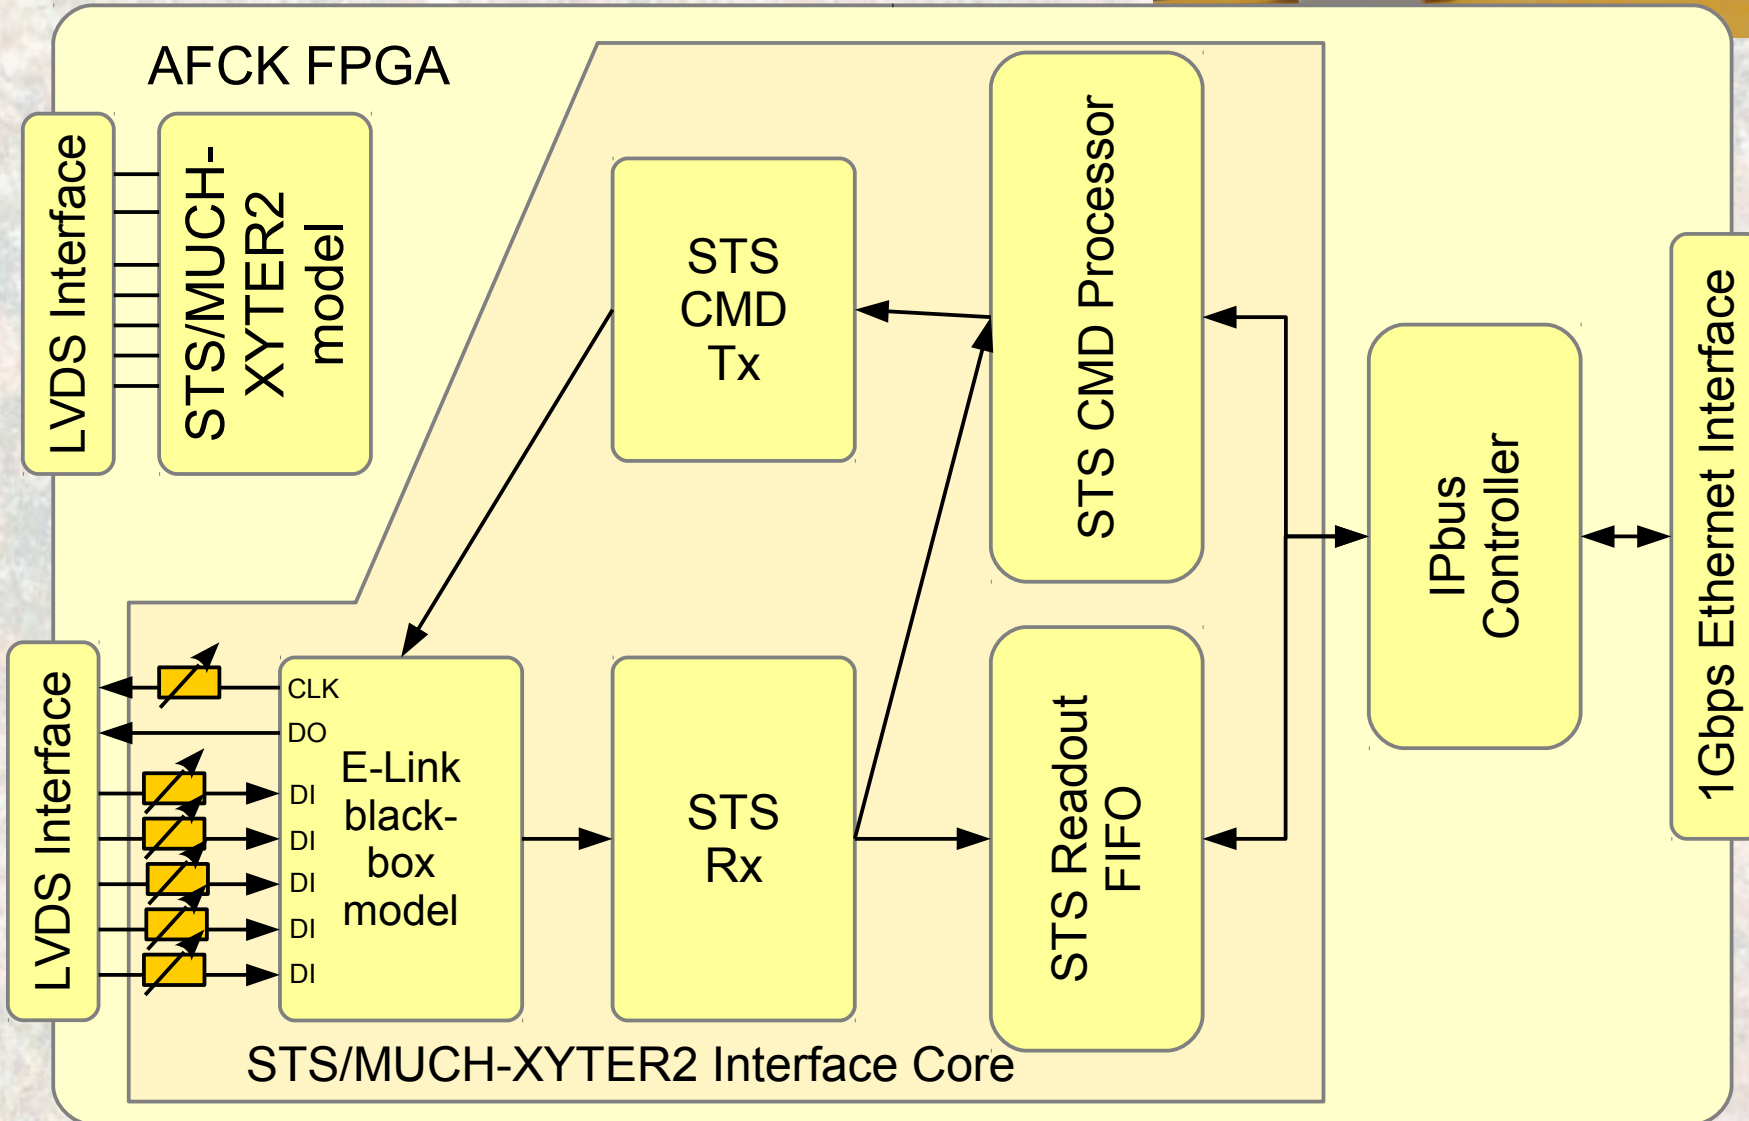 AFCK FPGA
LVDS Interface
STS/MUCH-
XYTER2
model
STS
CMD
Tx
STS CMD Processor
IPbus
Controller
1Gbps Ethernet Interface
LVDS Interface
CLK
DO
DI
DI
DI
DI
DI
E-Link
black-
box
model
STS
Rx
STS Readout
FIFO
STS/MUCH-XYTER2 Interface Core